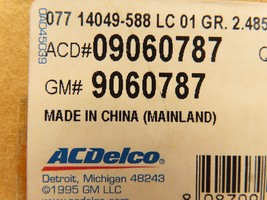 077 14049-588 LC 01 GR. 2.485
0A045039
ACD# 09060787
GM# 9060787
MADE IN CHINA (MAINLAND)
ACDelco
Detroit, Michigan 48243
©1995 GM LLC